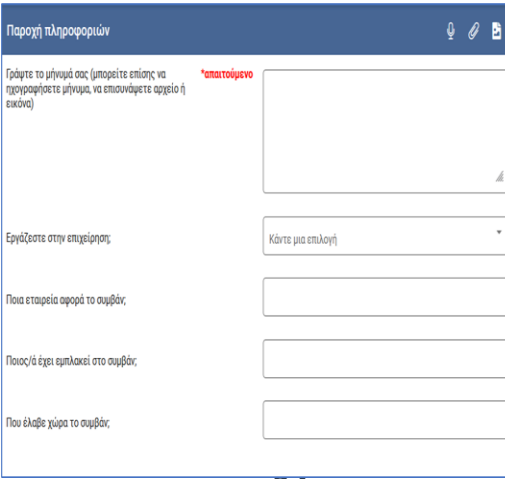 Παροχή πληροφοριών
Γράψτε το μήνυμά σας (μπορείτε επίσης να
ηχογραφήσετε μήνυμα, να επισυνάψετε αρχείο ή
εικόνα)
*απαιτούμενο
Εργάζεστε στην επιχείρηση;
Κάντε μια επιλογή
Ποια εταιρεία αφορά το συμβάν;
Ποιος/ά έχει εμπλακεί στο συμβάν;
Που έλαβε χώρα το συμβάν;